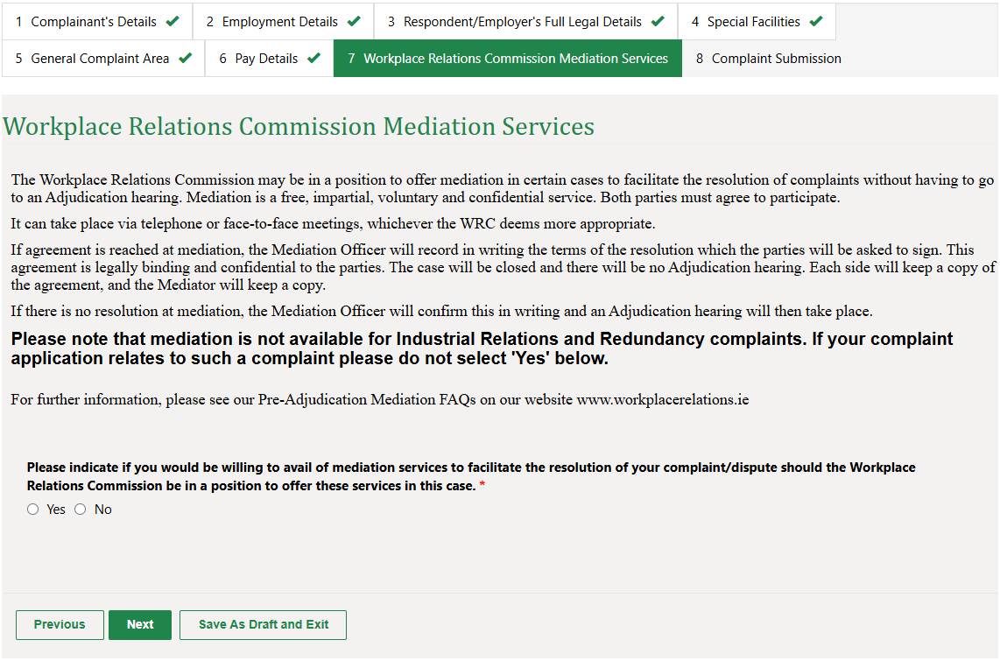 1 Complainant's Details 2 Employment Details 3 Respondent/Employer's Full Legal Details 4 Special Facilities
5 General Complaint Area 6 Pay Details 7 Workplace Relations Commission Mediation Services 8 Complaint Submission
Workplace Relations Commission Mediation Services
The Workplace Relations Commission may be in a position to offer mediation in certain cases to facilitate the resolution of complaints without having to go
to an Adjudication hearing. Mediation is a free, impartial, voluntary and confidential service. Both parties must agree to participate.
It can take place via telephone or face-to-face meetings, whichever the WRC deems more appropriate.
If agreement is reached at mediation, the Mediation Officer will record in writing the terms of the resolution which the parties will be asked to sign. This
agreement is legally binding and confidential to the parties. The case will be closed and there will be no Adjudication hearing. Each side will keep a copy of
the agreement, and the Mediator will keep a copy.
If there is no resolution at mediation, the Mediation Officer will confirm this in writing and an Adjudication hearing will then take place.
Please note that mediation is not available for Industrial Relations and Redundancy complaints. If your complaint
application relates to such a complaint please do not select 'Yes' below.
For further information, please see our Pre-Adjudication Mediation FAQs on our website www.workplacerelations.ie
Please indicate if you would be willing to avail of mediation services to facilitate the resolution of your complaint/dispute should the Workplace
Relations Commission be in a position to offer these services in this case. *
Yes No
Previous Next Save As Draft and Exit